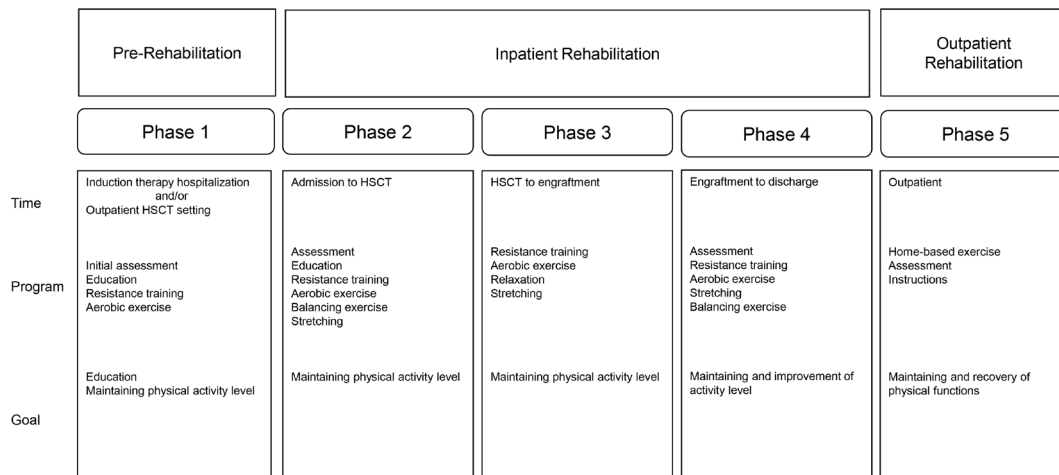 Pre-Rehabilitation
Inpatient Rehabilitation
Outpatient
Rehabilitation
Phase 1
Phase 2
Phase 3
Phase 4
Phase 5
Time
Induction therapy hospitalization
and/or
Outpatient HSCT setting
Admission to HSCT
HSCT to engraftment
Engraftment to discharge
Outpatient
Program
Initial assessment
Education
Resistance training
Aerobic exercise
Assessment
Education
Resistance training
Aerobic exercise
Balancing exercise
Stretching
Resistance training
Aerobic exercise
Relaxation
Stretching
Assessment
Resistance training
Aerobic exercise
Stretching
Balancing exercise
Home-based exercise
Assessment
Instructions
Goal
Education
Maintaining physical activity level
Maintaining physical activity level
Maintaining physical activity level
Maintaining and improvement of
activity level
Maintaining and recovery of
physical functions